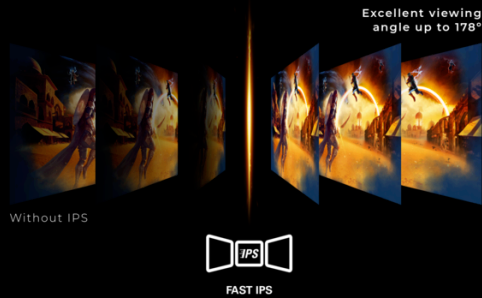 Excellent viewing
angle up to 178°
Without IPS
IPS
FAST IPS